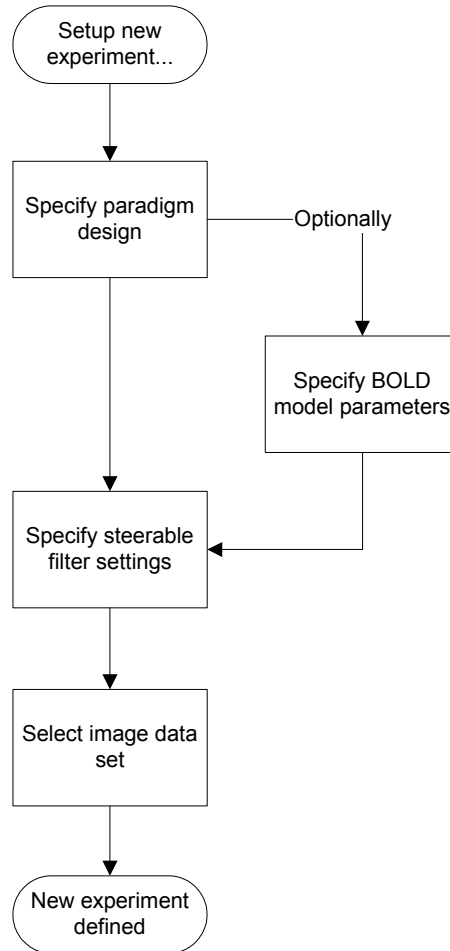 Setup new
experiment...
Specify paradigm
design
Optionally
Specify BOLD
model parameters
Specify steerable
filter settings
Select image data
set
New experiment
defined